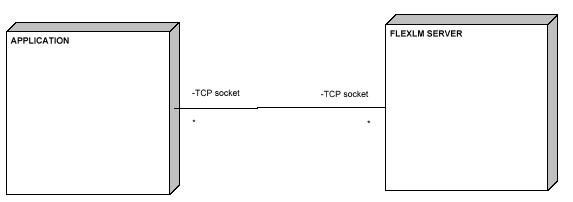 APPLICATION
FLEXLM SERVER
-TCP socket
-TCP socket
*
*